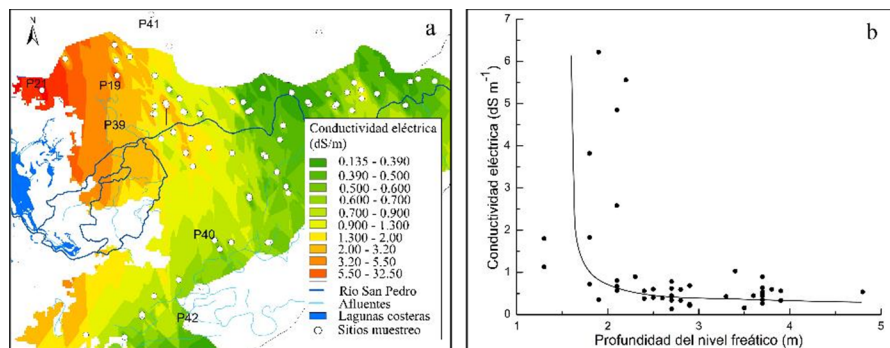 a
N
P41
P21
P19
P39
P40
P42
Conductividad eléctrica
(dS/m)
0.135 - 0.390
0.390 - 0.500
0.500 - 0.600
0.600 - 0.700
0.700 - 0.900
0.900 - 1.300
1.300 - 2.00
2.00 - 3.20
3.20 - 5.50
5.50 - 32.50
Río San Pedro
Afluentes
Lagunas costeras
Sitios muestreo
b
Conductividad eléctrica (dS m⁻¹)
7
6
5
4
3
2
1
0
1 2 3 4 5
Profundidad del nivel freático (m)